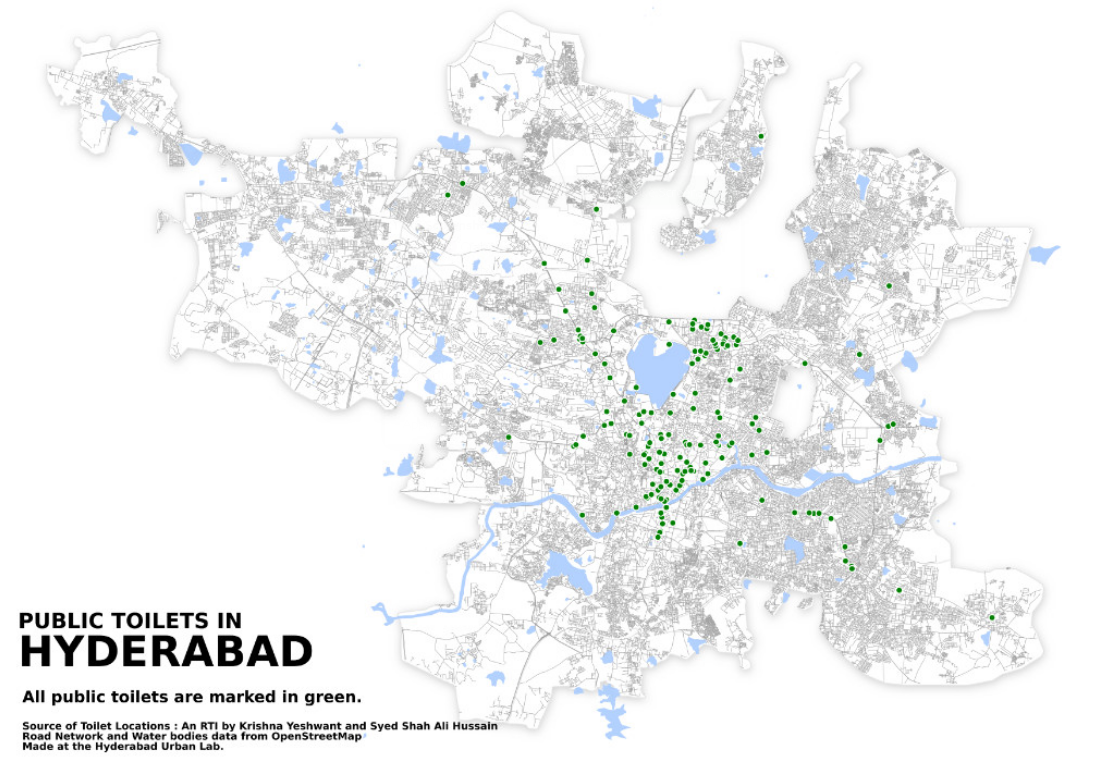 PUBLIC TOILETS IN
HYDERABAD
All public toilets are marked in green.
Source of Toilet Locations : An RTI by Krishna Yeshwant and Syed Shah Ali Hussain
Road Network and Water bodies data from OpenStreetMap
Made at the Hyderabad Urban Lab.